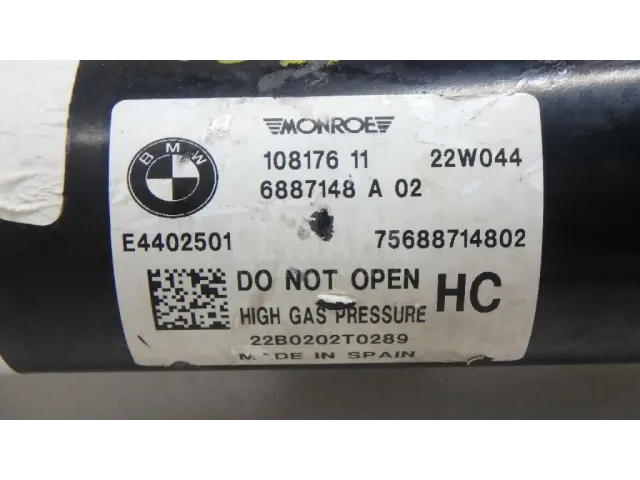 MONROE
BMW
108176 11 22W044
6887148 A 02
E4402501 75688714802
DO NOT OPEN HC
HIGH GAS PRESSURE
22B0202T0289
MADE IN SPAIN